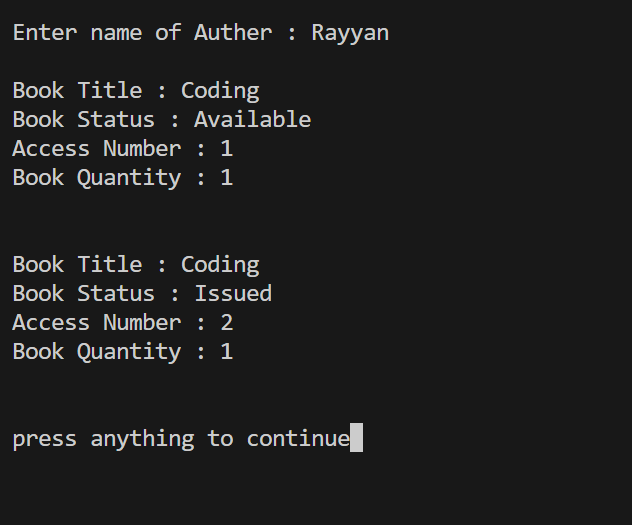 Enter name of Auther : Rayyan
Book Title : Coding
Book Status : Available
Access Number : 1
Book Quantity : 1
Book Title : Coding
Book Status : Issued
Access Number : 2
Book Quantity : 1
press anything to continue